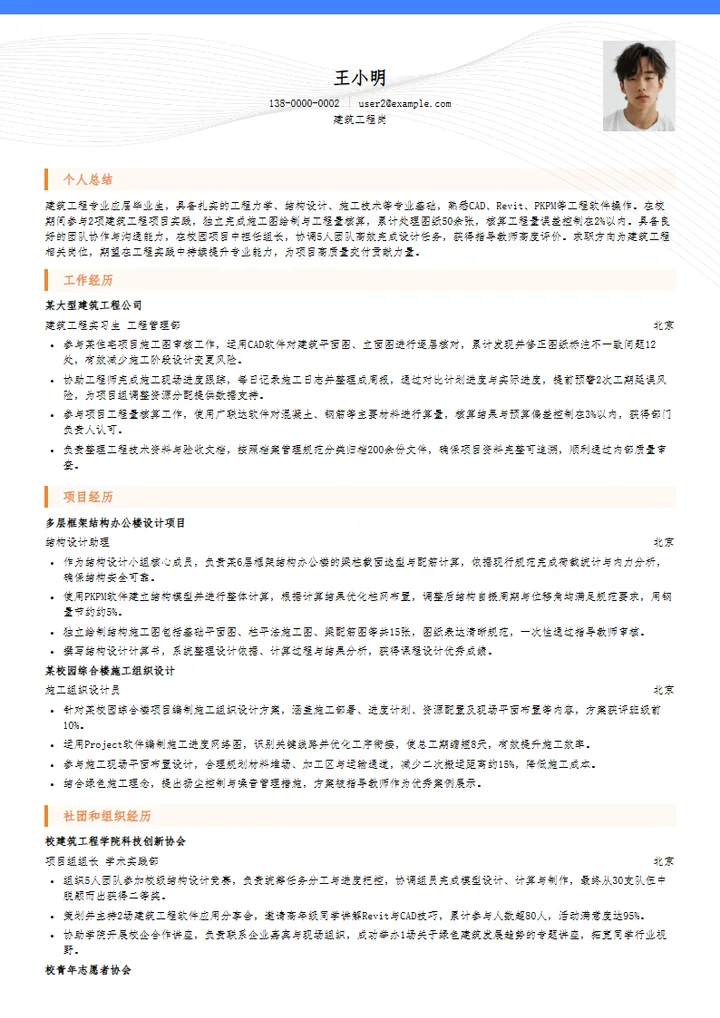 王小明
138-0000-0002 user2@example.com
建筑工程岗
个人总结
建筑工程专业应届毕业生，具备扎实的工程力学、结构设计、施工技术等专业基础，熟悉CAD、Revit、PKPM等工程软件操作。在校
期间参与2项建筑工程项目实践，独立完成施工图绘制与工程量核算，累计处理图纸50余张，核算工程量误差控制在2%以内。具备良
好的团队协作与沟通能力，在校园项目中担任组长，协调5人团队高效完成设计任务，获得指导教师高度评价。求职方向为建筑工程
相关岗位，期望在工程实践中持续提升专业能力，为项目高质量交付贡献力量。
工作经历
某大型建筑工程公司
建筑工程实习生 工程管理部 北京
• 参与某住宅项目施工图审核工作，运用CAD软件对建筑平面图、立面图进行逐层核对，累计发现并修正图纸标注不一致问题12
处，有效减少施工阶段设计变更风险。
• 协助工程师完成施工现场进度跟踪，每日记录施工日志并整理成周报，通过对比计划进度与实际进度，提前预警2次工期延误风
险，为项目组调整资源分配提供数据支持。
• 参与项目工程量核算工作，使用广联达软件对混凝土、钢筋等主要材料进行算量，核算结果与预算偏差控制在3%以内，获得部门
负责人认可。
• 负责整理工程技术资料与验收文档，按照档案管理规范分类归档200余份文件，确保项目资料完整可追溯，顺利通过内部质量审
查。
项目经历
多层框架结构办公楼设计项目
结构设计助理 北京
• 作为结构设计小组核心成员，负责某6层框架结构办公楼的梁柱截面选型与配筋计算，依据现行规范完成荷载统计与内力分析，
确保结构安全可靠。
• 使用PKPM软件建立结构模型并进行整体计算，根据计算结果优化柱网布置，调整后结构自振周期与位移角均满足规范要求，用钢
量节约约5%。
• 独立绘制结构施工图包括基础平面图、柱平法施工图、梁配筋图等共15张，图纸表达清晰规范，一次性通过指导教师审核。
• 撰写结构设计计算书，系统整理设计依据、计算过程与结果分析，获得课程设计优秀成绩。
某校园综合楼施工组织设计
施工组织设计员 北京
• 针对某校园综合楼项目编制施工组织设计方案，涵盖施工部署、进度计划、资源配置及现场平面布置等内容，方案获评班级前
10%。
• 运用Project软件编制施工进度网络图，识别关键线路并优化工序衔接，使总工期缩短8天，有效提升施工效率。
• 参与施工现场平面布置设计，合理规划材料堆场、加工区与运输通道，减少二次搬运距离约15%，降低施工成本。
• 结合绿色施工理念，提出扬尘控制与噪音管理措施，方案被指导教师作为优秀案例展示。
社团和组织经历
校建筑工程学院科技创新协会
项目组组长 学术实践部 北京
• 组织5人团队参加校级结构设计竞赛，负责统筹任务分工与进度把控，协调组员完成模型设计、计算与制作，最终从30支队伍中
脱颖而出获得二等奖。
• 策划并主持2场建筑工程软件应用分享会，邀请高年级同学讲解Revit与CAD技巧，累计参与人数超80人，活动满意度达95%。
• 协助学院开展校企合作讲座，负责联系企业嘉宾与现场组织，成功举办1场关于绿色建筑发展趋势的专题讲座，拓宽同学行业视
野。
校青年志愿者协会